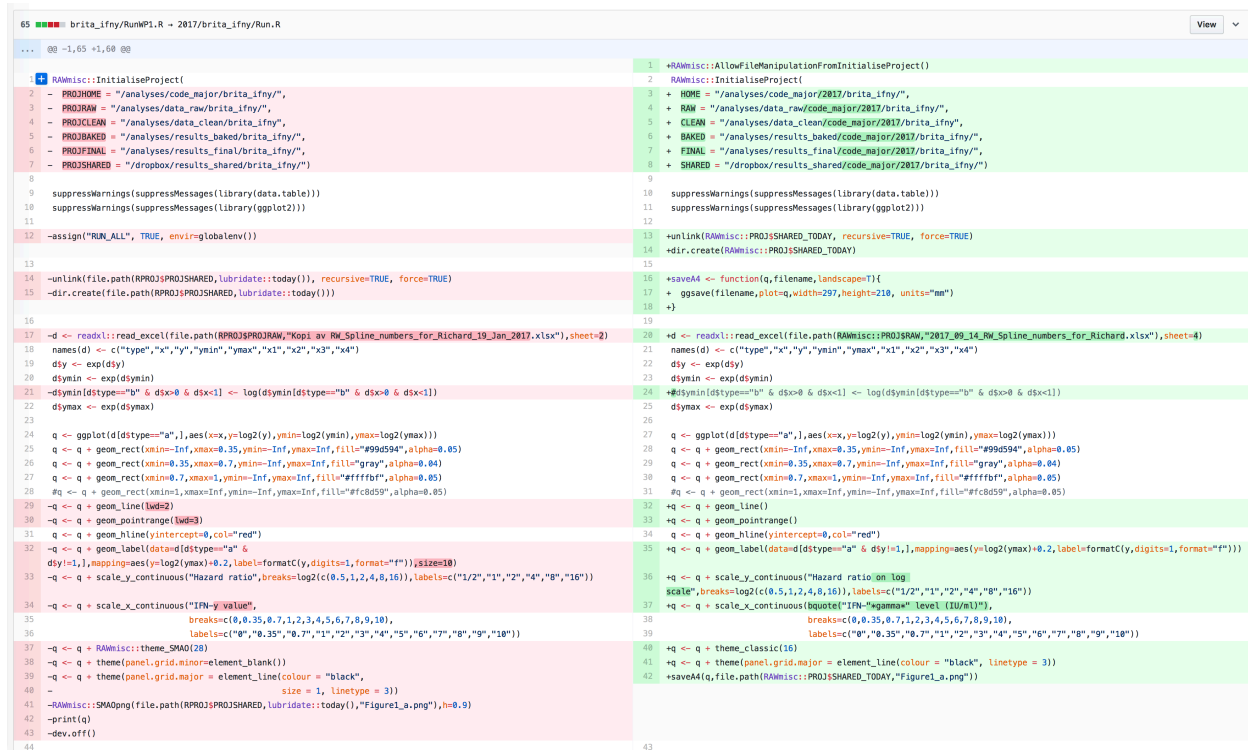 65 brita_ifny/RunWP1.R → 2017/brita_ifny/Run.R View
... @@ -1,65 +1,60 @@
1 +RAWmisc::AllowFileManipulationFromInitialiseProject()
1 + RAWmisc::InitialiseProject( 2 RAWmisc::InitialiseProject(
2 - PROJHOME = "/analyses/code_major/brita_ifny/", 3 + HOME = "/analyses/code_major/2017/brita_ifny/",
3 - PROJRAW = "/analyses/data_raw/brita_ifny/", 4 + RAW = "/analyses/data_raw/code_major/2017/brita_ifny/",
4 - PROJCLEAN = "/analyses/data_clean/brita_ifny", 5 + CLEAN = "/analyses/data_clean/code_major/2017/brita_ifny",
5 - PROJBAKED = "/analyses/results_baked/brita_ifny/", 6 + BAKED = "/analyses/results_baked/code_major/2017/brita_ifny/",
6 - PROJFINAL = "/analyses/results_final/brita_ifny/", 7 + FINAL = "/analyses/results_final/code_major/2017/brita_ifny/",
7 - PROJSHARED = "/dropbox/results_shared/brita_ifny/") 8 + SHARED = "/dropbox/results_shared/code_major/2017/brita_ifny/")
8 9
9 suppressWarnings(suppressMessages(library(data.table))) 10 suppressWarnings(suppressMessages(library(data.table)))
10 suppressWarnings(suppressMessages(library(ggplot2))) 11 suppressWarnings(suppressMessages(library(ggplot2)))
11 12
12 -assign("RUN_ALL", TRUE, envir=globalenv()) 13 +unlink(RAWmisc::PROJ$SHARED_TODAY, recursive=TRUE, force=TRUE)
14 +dir.create(RAWmisc::PROJ$SHARED_TODAY)
13 15
14 -unlink(file.path(RPROJ$PROJSHARED,lubridate::today()), recursive=TRUE, force=TRUE) 16 +saveA4 <- function(q,filename,landscape=T){
15 -dir.create(file.path(RPROJ$PROJSHARED,lubridate::today())) 17 + ggsave(filename,plot=q,width=297,height=210, units="mm")
18 +}
16 19
17 -d <- readxl::read_excel(file.path(RPROJ$PROJRAW,"Kopi av RW_Spline_numbers_for_Richard_19_Jan_2017.xlsx"),sheet=2) 20 +d <- readxl::read_excel(file.path(RAWmisc::PROJ$RAW,"2017_09_14_RW_Spline_numbers_for_Richard.xlsx"),sheet=4)
18 names(d) <- c("type","x","y","ymin","ymax","x1","x2","x3","x4") 21 names(d) <- c("type","x","y","ymin","ymax","x1","x2","x3","x4")
19 d$y <- exp(d$y) 22 d$y <- exp(d$y)
20 d$ymin <- exp(d$ymin) 23 d$ymin <- exp(d$ymin)
21 -d$ymin[d$type=="b" & d$x>0 & d$x<1] <- log(d$ymin[d$type=="b" & d$x>0 & d$x<1]) 24 +#d$ymin[d$type=="b" & d$x>0 & d$x<1] <- log(d$ymin[d$type=="b" & d$x>0 & d$x<1])
22 d$ymax <- exp(d$ymax) 25 d$ymax <- exp(d$ymax)
23 26
24 q <- ggplot(d[d$type=="a",],aes(x=x,y=log2(y),ymin=log2(ymin),ymax=log2(ymax))) 27 q <- ggplot(d[d$type=="a",],aes(x=x,y=log2(y),ymin=log2(ymin),ymax=log2(ymax)))
25 q <- q + geom_rect(xmin=-Inf,xmax=0.35,ymin=-Inf,ymax=Inf,fill="#99d594",alpha=0.05) 28 q <- q + geom_rect(xmin=-Inf,xmax=0.35,ymin=-Inf,ymax=Inf,fill="#99d594",alpha=0.05)
26 q <- q + geom_rect(xmin=0.35,xmax=0.7,ymin=-Inf,ymax=Inf,fill="gray",alpha=0.04) 29 q <- q + geom_rect(xmin=0.35,xmax=0.7,ymin=-Inf,ymax=Inf,fill="gray",alpha=0.04)
27 q <- q + geom_rect(xmin=0.7,xmax=1,ymin=-Inf,ymax=Inf,fill="#ffffbf",alpha=0.05) 30 q <- q + geom_rect(xmin=0.7,xmax=1,ymin=-Inf,ymax=Inf,fill="#ffffbf",alpha=0.05)
28 #q <- q + geom_rect(xmin=1,xmax=Inf,ymin=-Inf,ymax=Inf,fill="#fc8d59",alpha=0.05) 31 #q <- q + geom_rect(xmin=1,xmax=Inf,ymin=-Inf,ymax=Inf,fill="#fc8d59",alpha=0.05)
29 -q <- q + geom_line(lwd=2) 32 +q <- q + geom_line()
30 -q <- q + geom_pointrange(lwd=3) 33 +q <- q + geom_pointrange()
31 q <- q + geom_hline(yintercept=0,col="red") 34 q <- q + geom_hline(yintercept=0,col="red")
32 -q <- q + geom_label(data=d[d$type=="a" & 35 +q <- q + geom_label(data=d[d$type=="a" & d$y!=1,],mapping=aes(y=log2(ymax)+0.2,label=formatC(y,digits=1,format="f")))
d$y!=1,],mapping=aes(y=log2(ymax)+0.2,label=formatC(y,digits=1,format="f")),size=10)
33 -q <- q + scale_y_continuous("Hazard ratio",breaks=log2(c(0.5,1,2,4,8,16)),labels=c("1/2","1","2","4","8","16")) 36 +q <- q + scale_y_continuous("Hazard ratio on log
scale",breaks=log2(c(0.5,1,2,4,8,16)),labels=c("1/2","1","2","4","8","16"))
34 -q <- q + scale_x_continuous("IFN-y value", 37 +q <- q + scale_x_continuous(bquote("IFN-"*gamma*" level (IU/ml)"),
35 breaks=c(0,0.35,0.7,1,2,3,4,5,6,7,8,9,10), 38 breaks=c(0,0.35,0.7,1,2,3,4,5,6,7,8,9,10),
36 labels=c("0","0.35","0.7","1","2","3","4","5","6","7","8","9","10")) 39 labels=c("0","0.35","0.7","1","2","3","4","5","6","7","8","9","10"))
37 -q <- q + RAWmisc::theme_SMAO(28) 40 +q <- q + theme_classic(16)
38 -q <- q + theme(panel.grid.minor=element_blank()) 41 +q <- q + theme(panel.grid.major = element_line(colour = "black", linetype = 3))
39 -q <- q + theme(panel.grid.major = element_line(colour = "black", 42 +saveA4(q,file.path(RAWmisc::PROJ$SHARED_TODAY,"Figure1_a.png"))
40 - size = 1, linetype = 3))
41 -RAWmisc::SMAOpng(file.path(RPROJ$PROJSHARED,lubridate::today(),"Figure1_a.png"),h=0.9)
42 -print(q)
43 -dev.off()
44 43